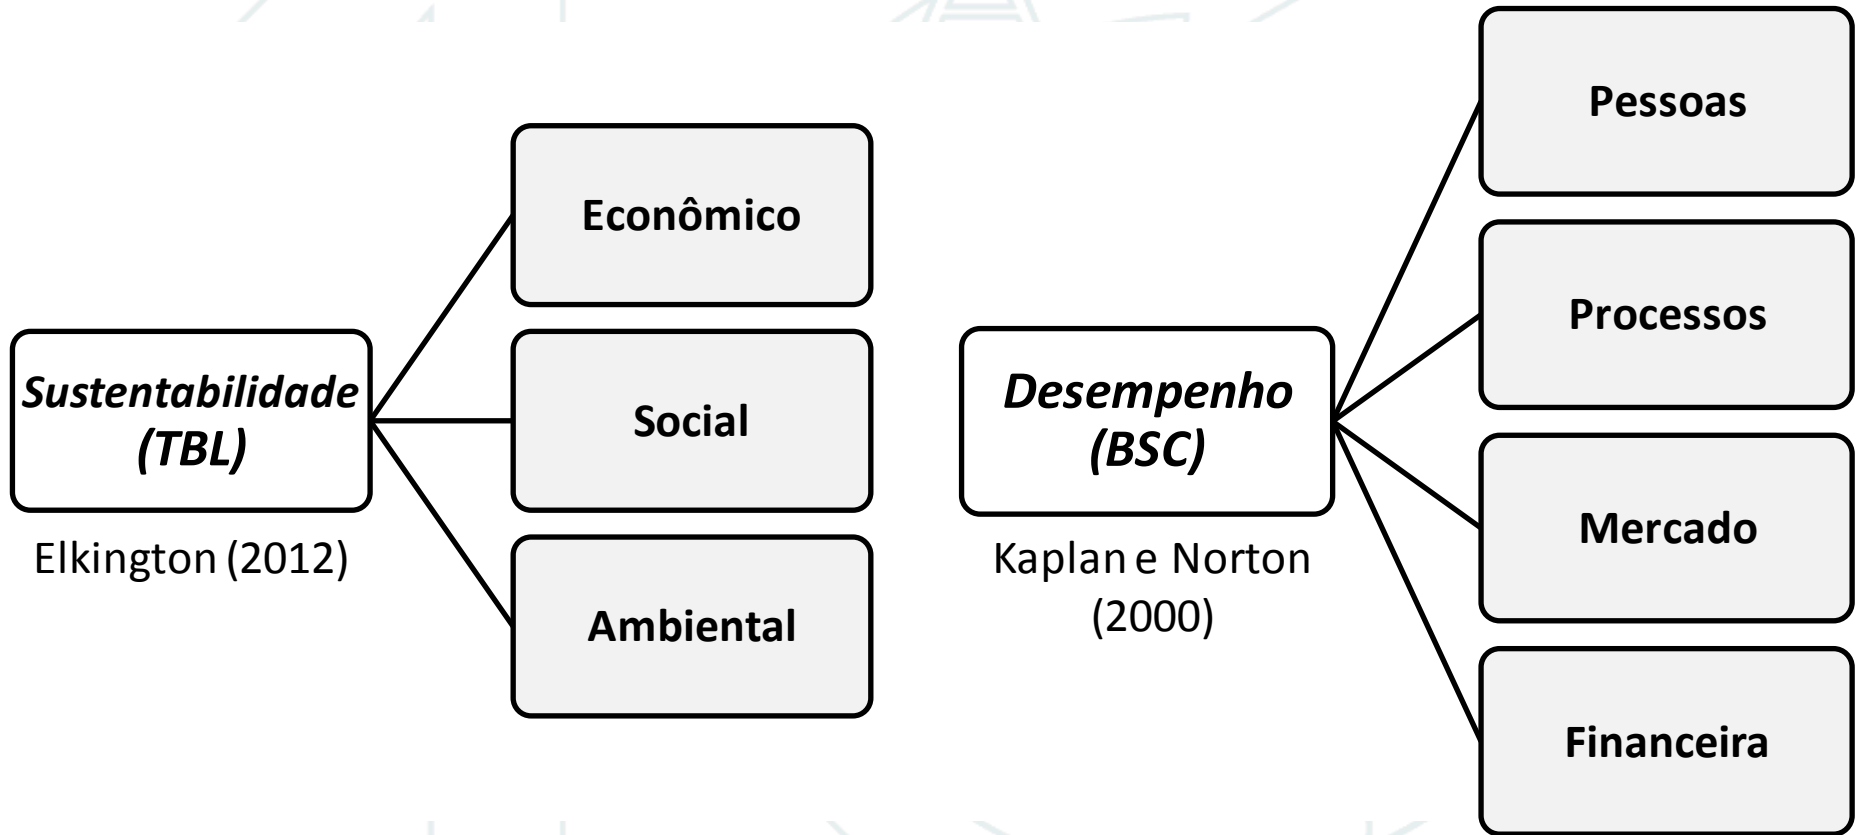 Sustentabilidade
(TBL)
Elkington (2012)
Econômico
Social
Ambiental
Desempenho
(BSC)
Kaplan e Norton
(2000)
Pessoas
Processos
Mercado
Financeira